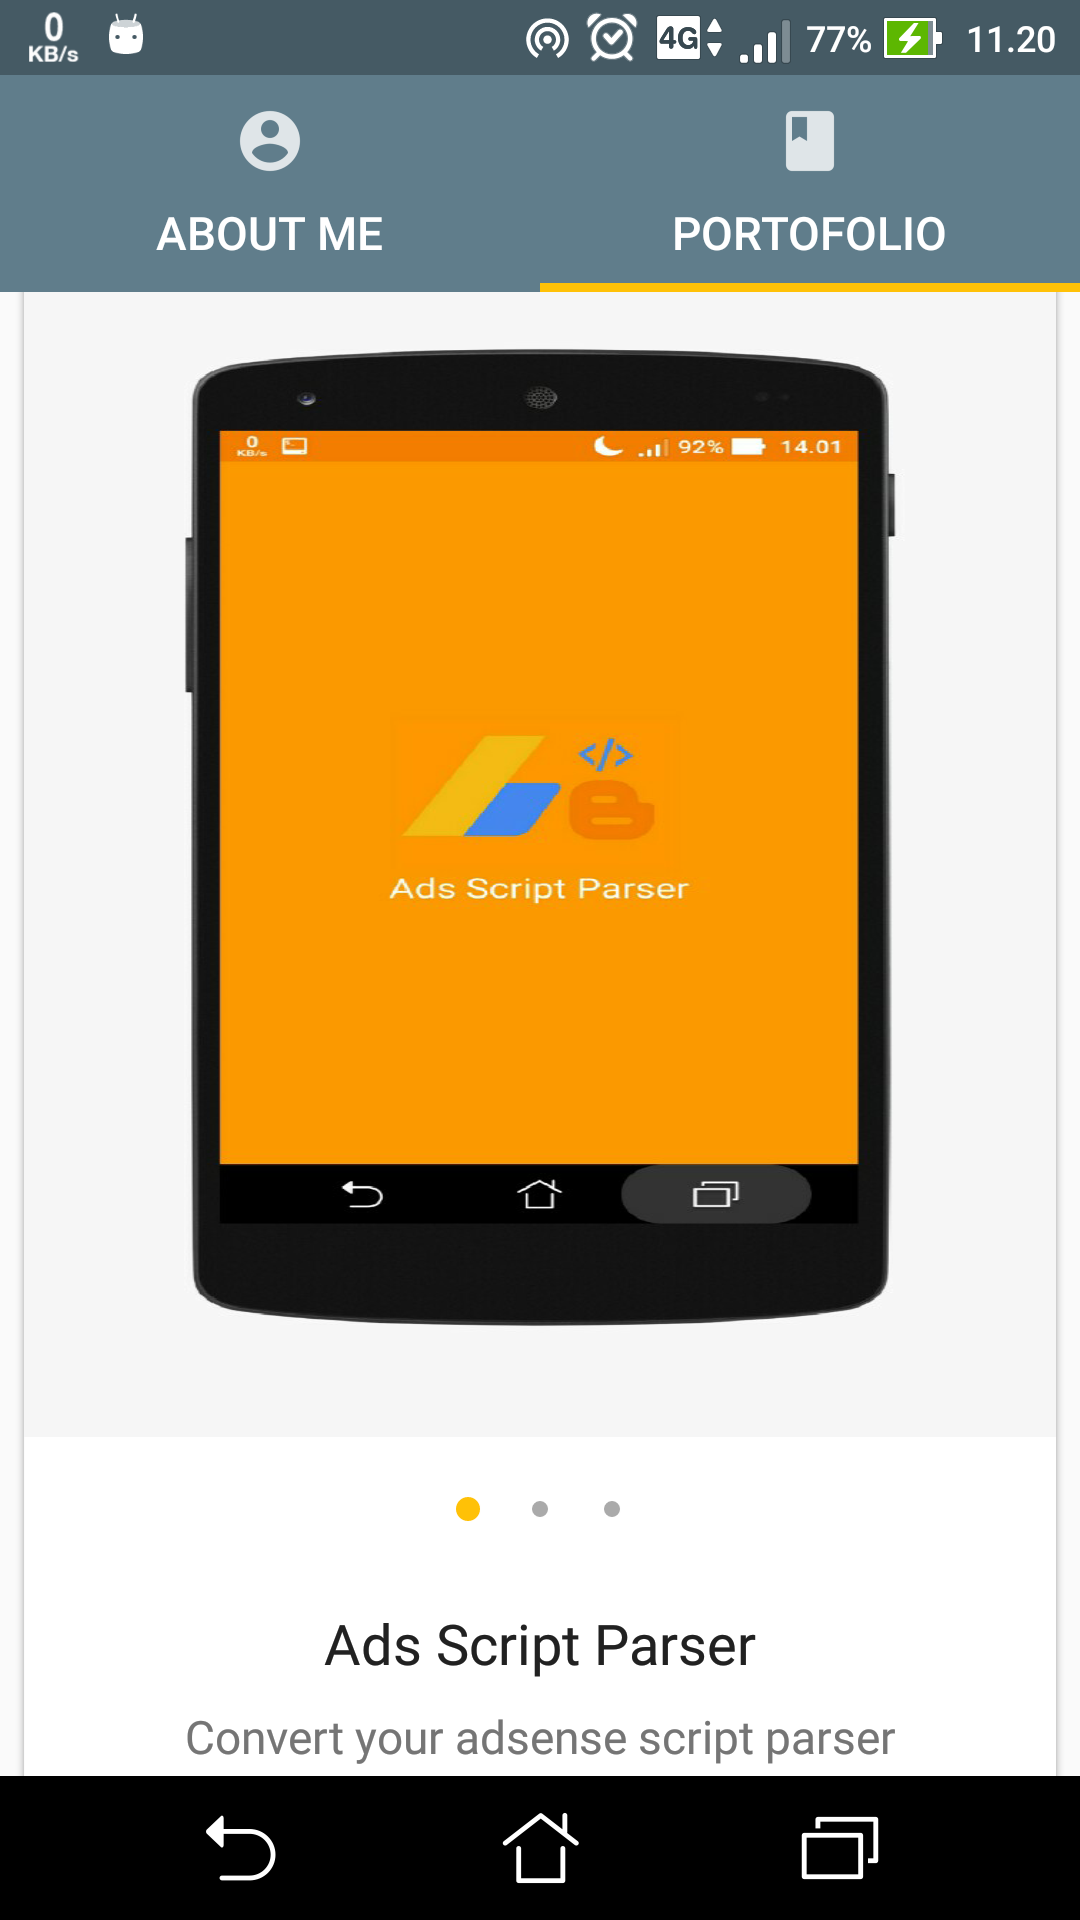 0
KB/s
4G
77%
11.20
ABOUT ME
PORTOFOLIO
0
KB/s
92%
14.01
</>
Ads Script Parser
Ads Script Parser
Convert your adsense script parser